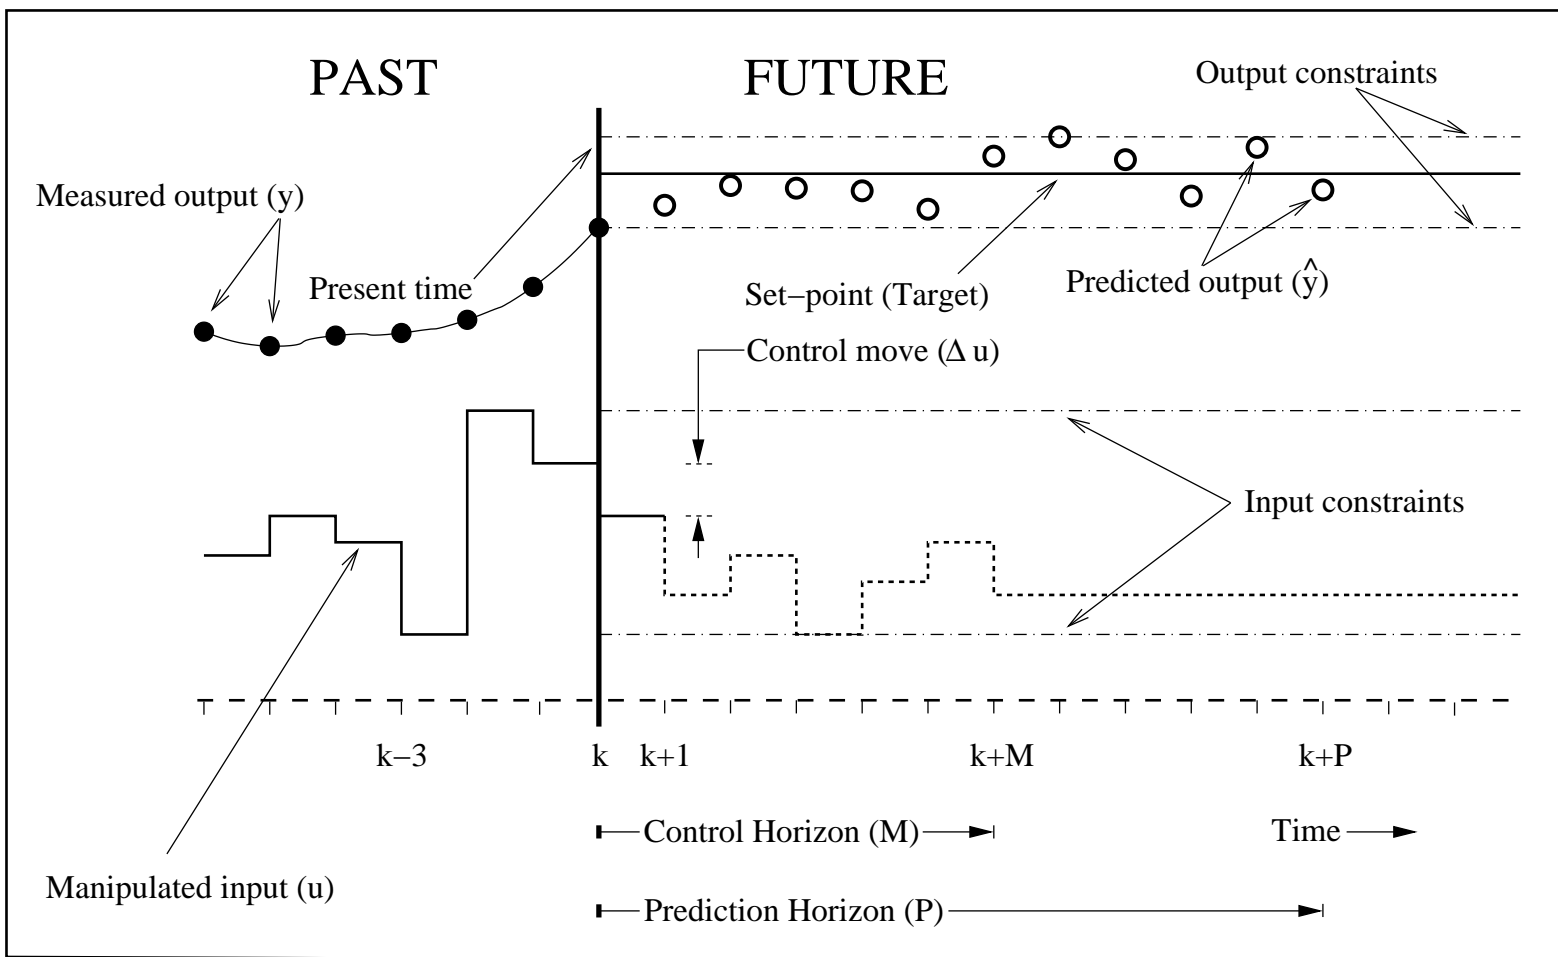 PAST
FUTURE
Output constraints
Measured output (y)
Present time
Set−point (Target)
Predicted output (ŷ)
Control move (Δ u)
Input constraints
k−3
k
k+1
k+M
k+P
Control Horizon (M)
Time
Manipulated input (u)
Prediction Horizon (P)